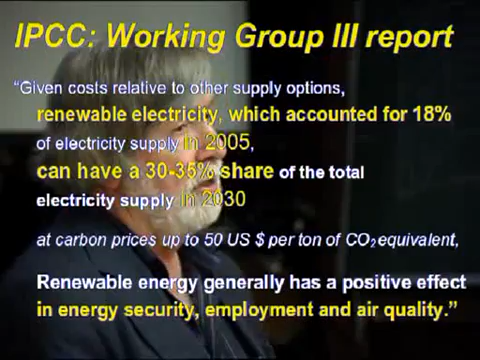 IPCC: Working Group III report
“Given costs relative to other supply options,
renewable electricity, which accounted for 18%
of electricity supply in 2005,
can have a 30-35% share of the total
electricity supply in 2030
at carbon prices up to 50 US $ per ton of CO2 equivalent,
Renewable energy generally has a positive effect
in energy security, employment and air quality.”